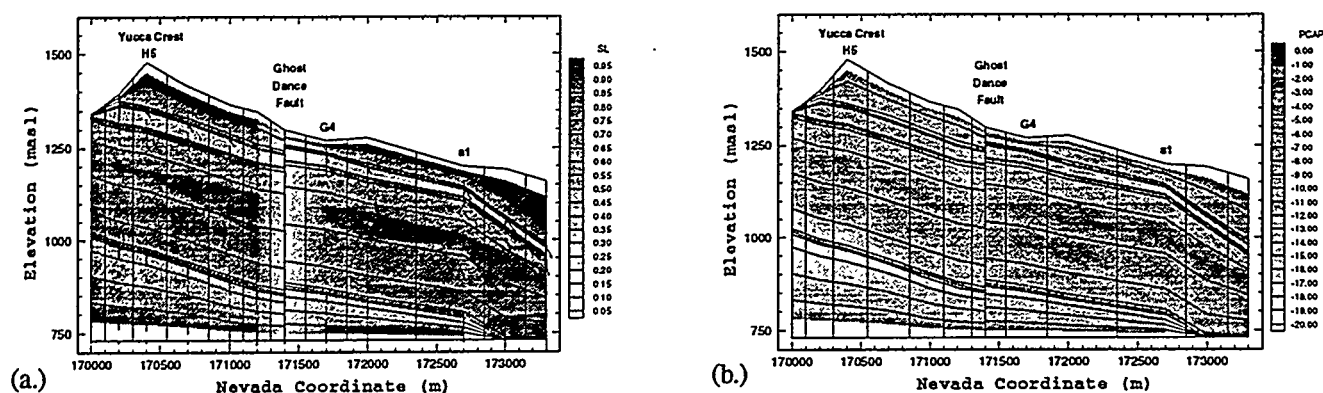 Yucca Crest
H5
Ghost
Dance
Fault
G4
a1
1500
1250
1000
750
Elevation (masl)
170000 170500 171000 171500 172000 172500 173000
Nevada Coordinate (m)
(a.)
SL
0.95
0.90
0.85
0.80
0.75
0.70
0.65
0.60
0.55
0.50
0.45
0.40
0.35
0.30
0.25
0.20
0.15
0.10
0.05
Yucca Crest
H5
Ghost
Dance
Fault
G4
a1
1500
1250
1000
750
Elevation (masl)
170000 170500 171000 171500 172000 172500 173000
Nevada Coordinate (m)
(b.)
PCAP
0.00
-1.00
-2.00
-3.00
-4.00
-5.00
-6.00
-7.00
-8.00
-9.00
-10.00
-11.00
-12.00
-13.00
-14.00
-15.00
-16.00
-17.00
-18.00
-20.00